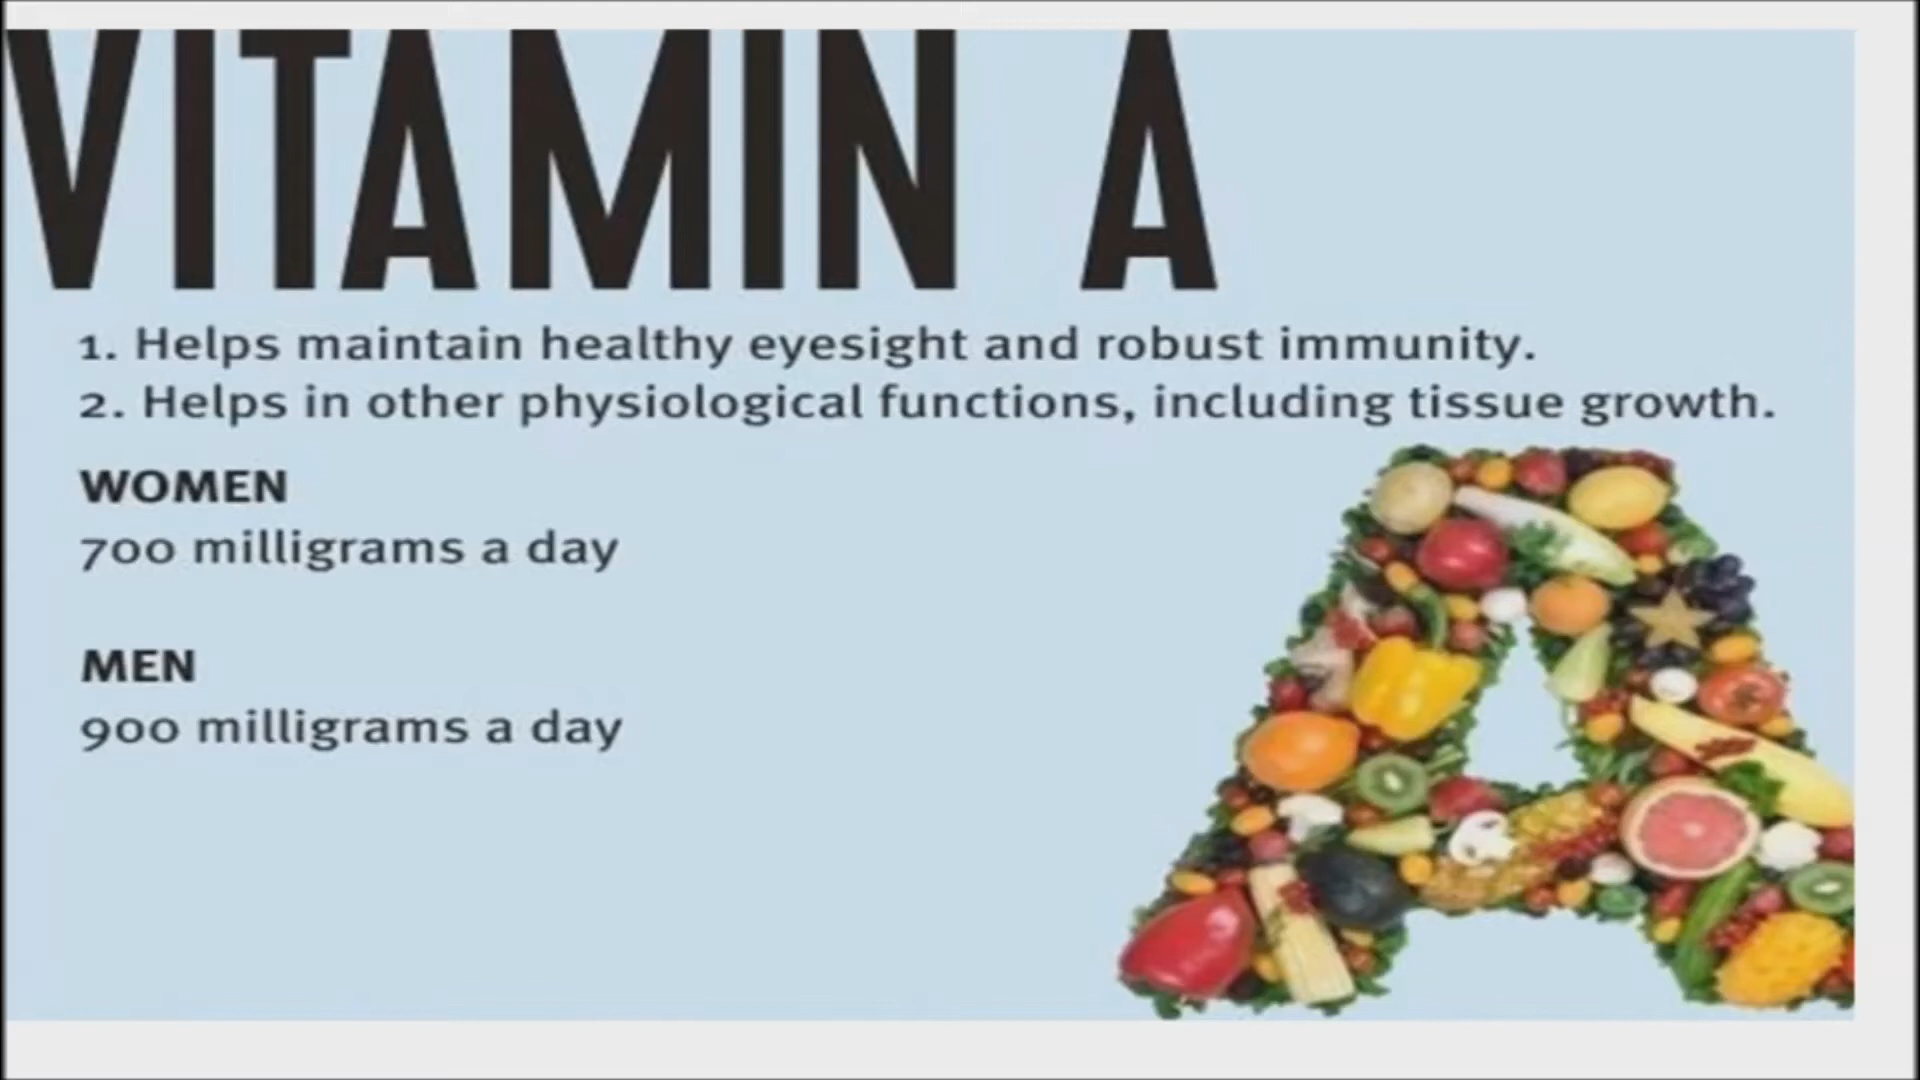 VITAMIN A
1. Helps maintain healthy eyesight and robust immunity.
2. Helps in other physiological functions, including tissue growth.
WOMEN
700 milligrams a day
MEN
900 milligrams a day